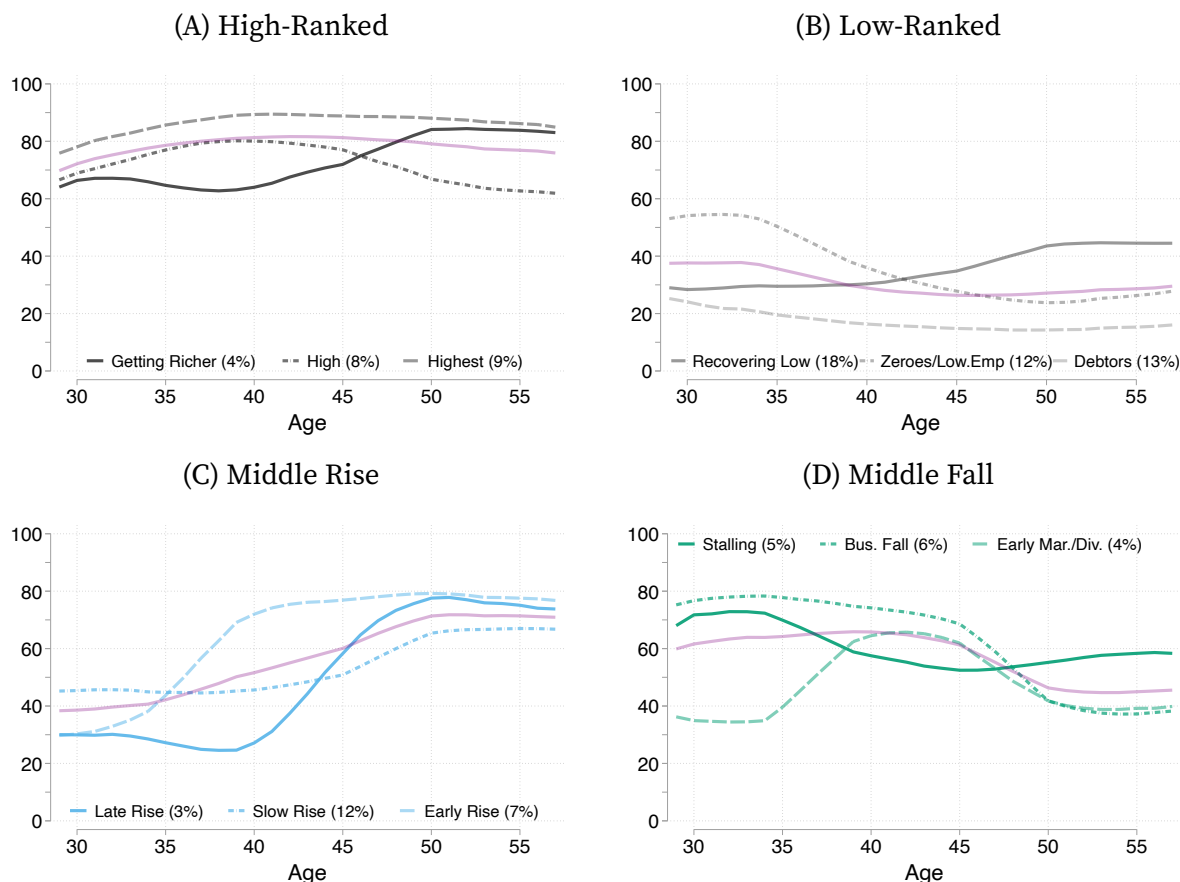 (A) High-Ranked
100
80
60
40
20
0
Getting Richer (4%) High (8%) Highest (9%)
30 35 40 45 50 55
Age
(B) Low-Ranked
100
80
60
40
20
0
Recovering Low (18%) Zeroes/Low.Emp (12%) Debtors (13%)
30 35 40 45 50 55
Age
(C) Middle Rise
100
80
60
40
20
0
Late Rise (3%) Slow Rise (12%) Early Rise (7%)
30 35 40 45 50 55
Age
(D) Middle Fall
100
Stalling (5%) Bus. Fall (6%) Early Mar./Div. (4%)
80
60
40
20
0
30 35 40 45 50 55
Age